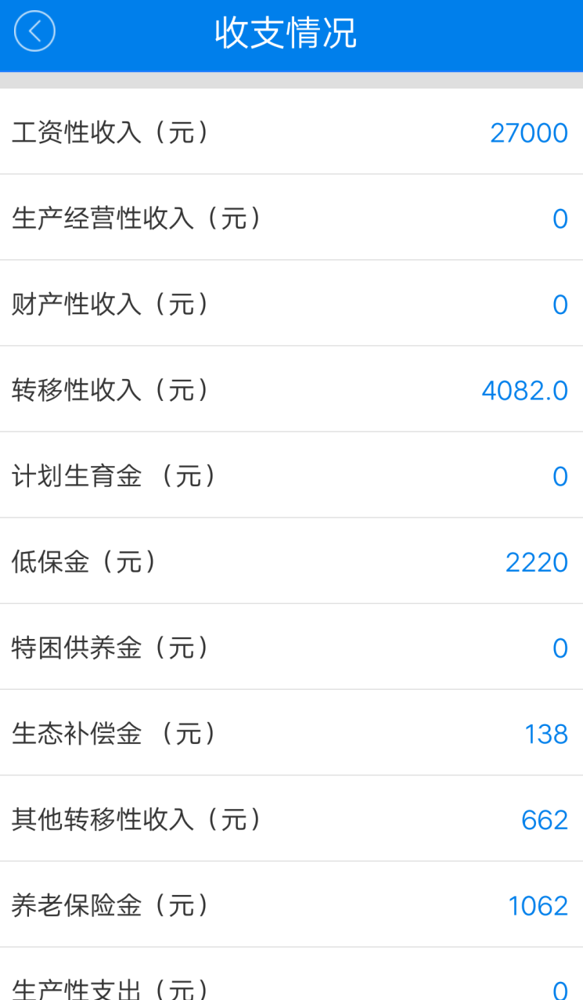 收支情况
工资性收入（元） 27000
生产经营性收入（元） 0
财产性收入（元） 0
转移性收入（元） 4082.0
计划生育金 （元） 0
低保金（元） 2220
特困供养金（元） 0
生态补偿金 （元） 138
其他转移性收入（元） 662
养老保险金（元） 1062
生产性支出（元） 0